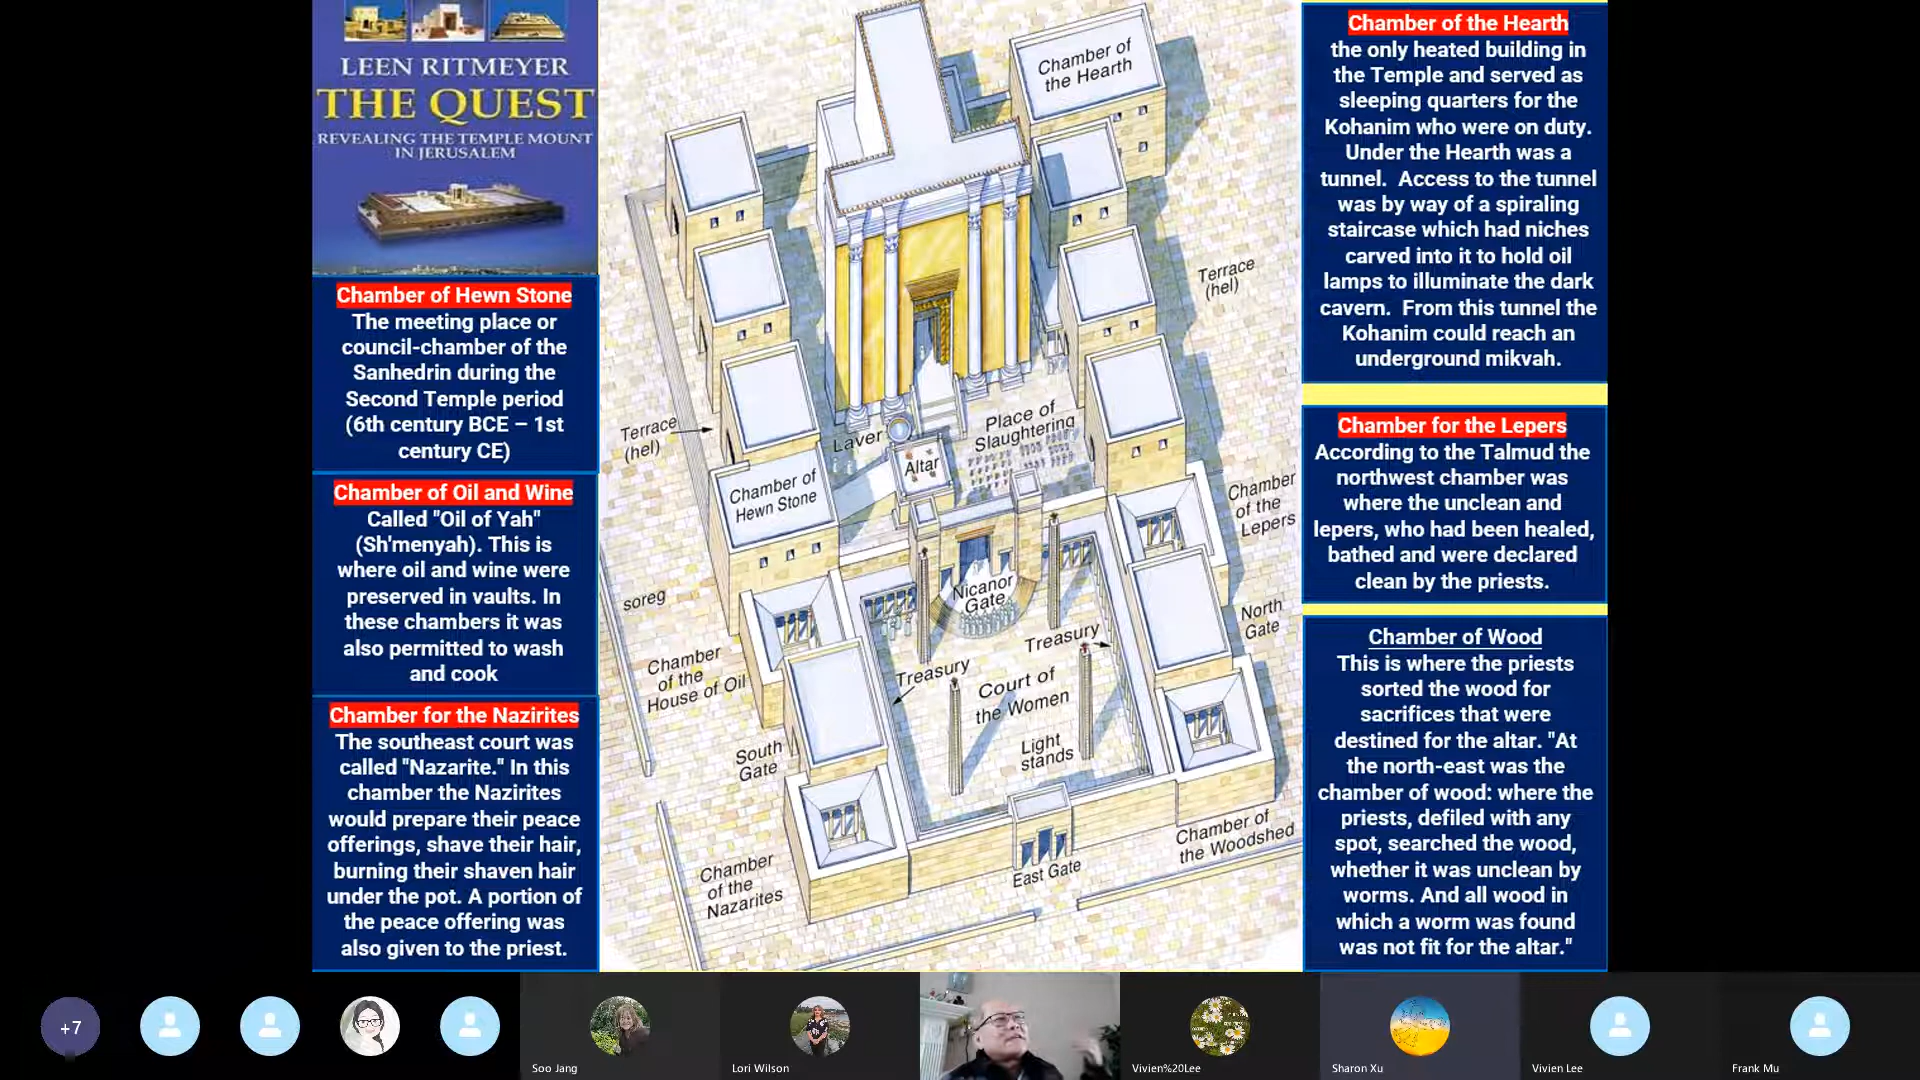 LEEN RITMEYER
THE QUEST
REVEALING THE TEMPLE MOUNT
IN JERUSALEM
Chamber of Hewn Stone
The meeting place or
council-chamber of the
Sanhedrin during the
Second Temple period
(6th century BCE – 1st
century CE)
Chamber of Oil and Wine
Called "Oil of Yah"
(Sh'menyah). This is
where oil and wine were
preserved in vaults. In
these chambers it was
also permitted to wash
and cook
Chamber for the Nazirites
The southeast court was
called "Nazarite." In this
chamber the Nazirites
would prepare their peace
offerings, shave their hair,
burning their shaven hair
under the pot. A portion of
the peace offering was
also given to the priest.
Chamber of
the Hearth
Terrace
(hel)
Terrace
(hel)
Laver
Place of
Slaughtering
Altar
Chamber of
Hewn Stone
Chamber
of the
Lepers
soreg
Nicanor
Gate
North
Gate
Treasury
Chamber
of the
House of Oil
Treasury
Court of
the Women
South
Gate
Light
stands
Chamber of
the Woodshed
Chamber
of the
Nazarites
East Gate
Chamber of the Hearth
the only heated building in
the Temple and served as
sleeping quarters for the
Kohanim who were on duty.
Under the Hearth was a
tunnel. Access to the tunnel
was by way of a spiraling
staircase which had niches
carved into it to hold oil
lamps to illuminate the dark
cavern. From this tunnel the
Kohanim could reach an
underground mikvah.
Chamber for the Lepers
According to the Talmud the
northwest chamber was
where the unclean and
lepers, who had been healed,
bathed and were declared
clean by the priests.
Chamber of Wood
This is where the priests
sorted the wood for
sacrifices that were
destined for the altar. "At
the north-east was the
chamber of wood: where the
priests, defiled with any
spot, searched the wood,
whether it was unclean by
worms. And all wood in
which a worm was found
was not fit for the altar."
+7
Soo Jang
Lori Wilson
Vivien%20Lee
Sharon Xu
Vivien Lee
Frank Mu